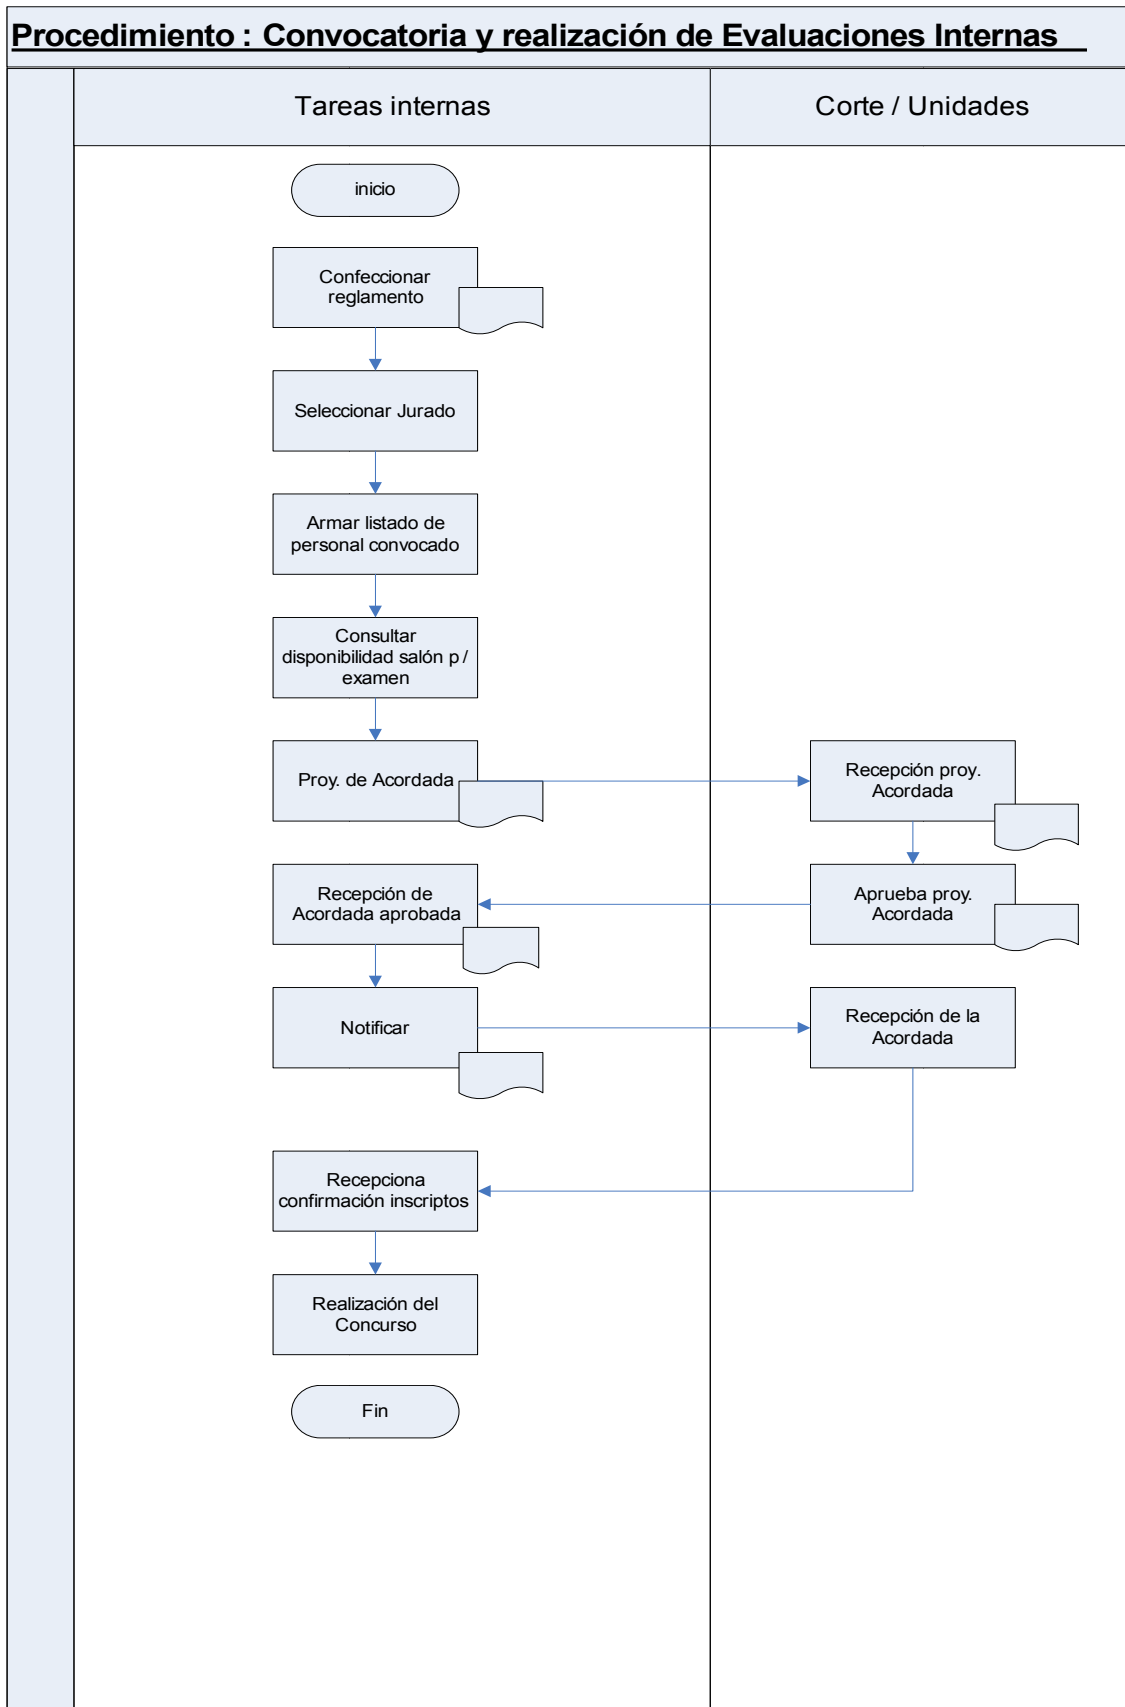 Procedimiento : Convocatoria y realización de Evaluaciones Internas
Tareas internas
Corte / Unidades
inicio
Confeccionar
reglamento
Seleccionar Jurado
Armar listado de
personal convocado
Consultar
disponibilidad salón p /
examen
Proy. de Acordada
Recepción proy.
Acordada
Recepción de
Acordada aprobada
Aprueba proy.
Acordada
Notificar
Recepción de la
Acordada
Recepciona
confirmación inscriptos
Realización del
Concurso
Fin